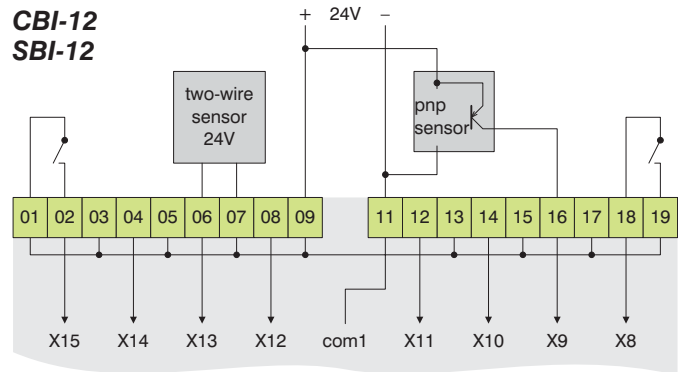 CBI-12
SBI-12
+ 24V –
two-wire
sensor
24V
pnp
sensor
01 02 03 04 05 06 07 08 09 11 12 13 14 15 16 17 18 19
X15 X14 X13 X12 com1 X11 X10 X9 X8